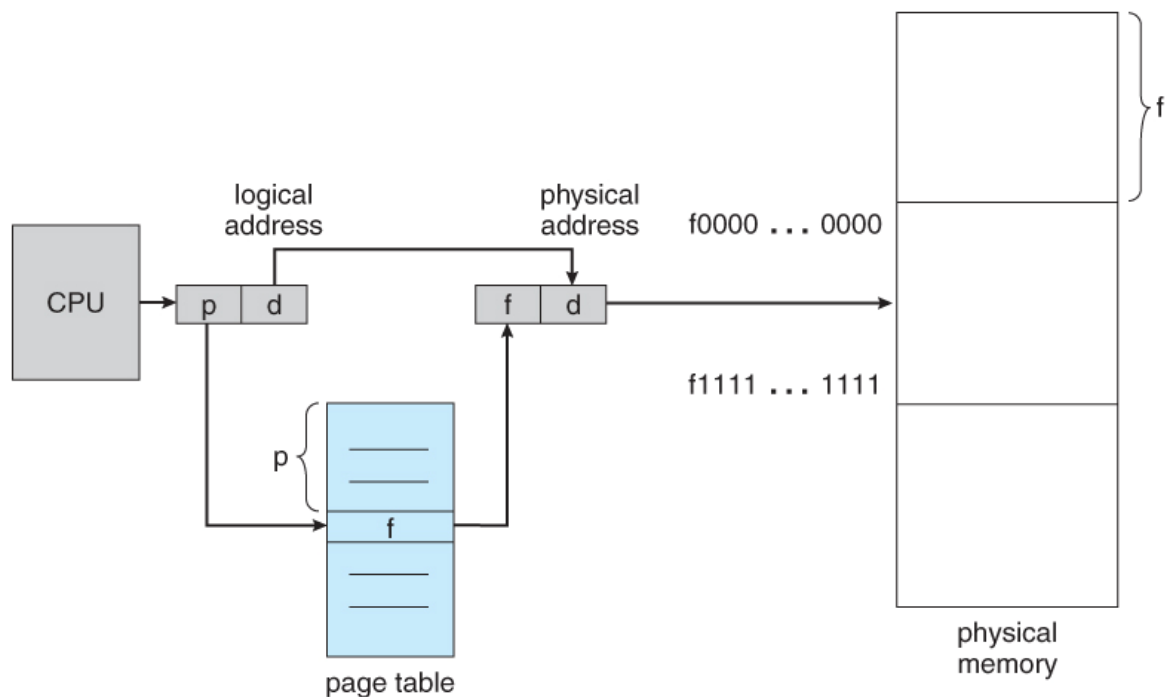 f
logical
address
physical
address
f0000 ... 0000
CPU
p d
f d
f1111 ... 1111
p
f
page table
physical
memory